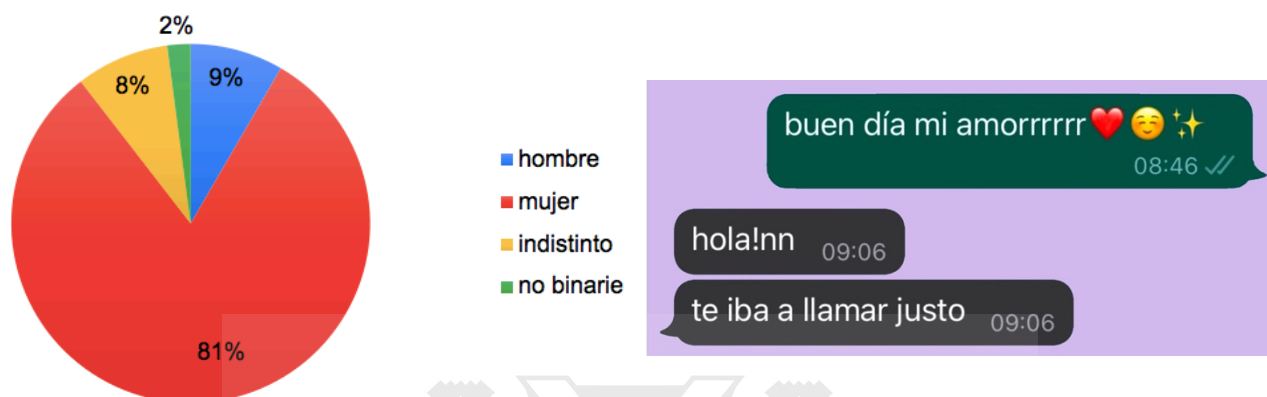 2%
9%
8%
81%
hombre
mujer
indistinto
no binarie
buen día mi amorrrrrr❤️☺️✨
08:46
hola!nn 09:06
te iba a llamar justo 09:06